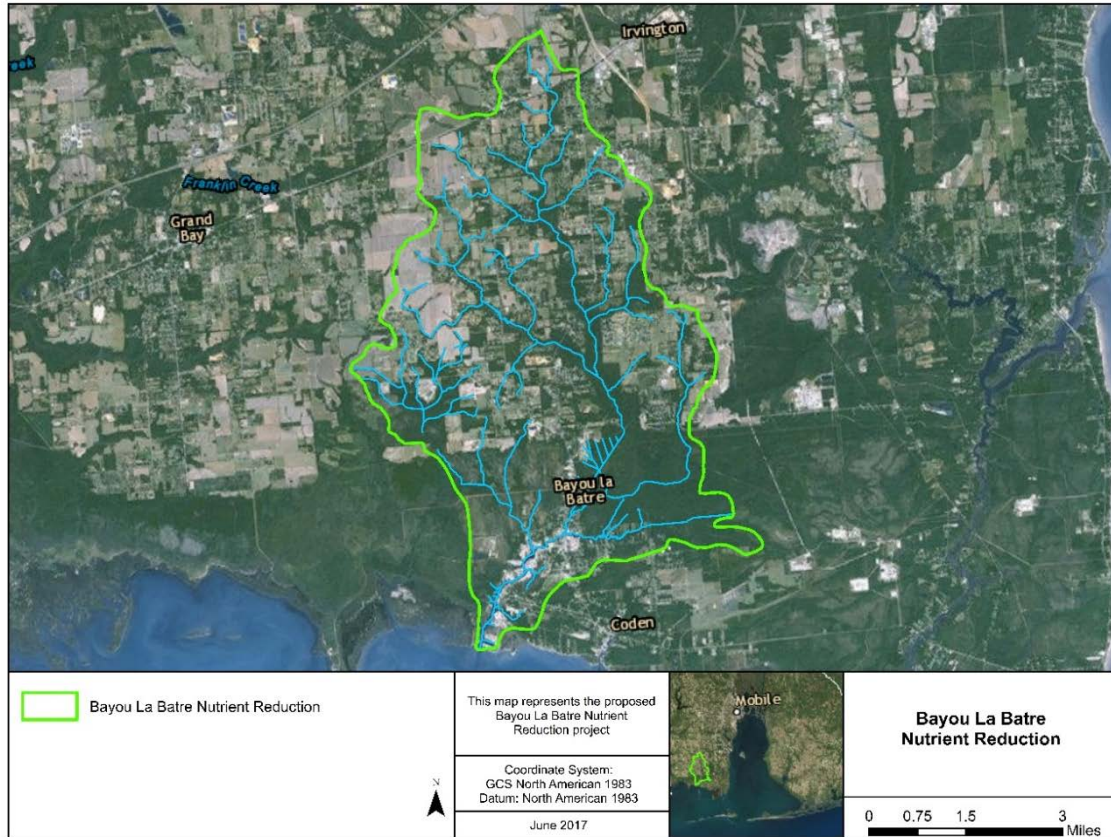 Irvington
Creek
Franklin Creek
Grand
Bay
Bayou la
Batre
Coden
Bayou La Batre Nutrient Reduction
This map represents the proposed
Bayou La Batre Nutrient
Reduction project
Coordinate System:
GCS North American 1983
Datum: North American 1983
June 2017
N
Mobile
Bayou La Batre
Nutrient Reduction
0 0.75 1.5 3
Miles